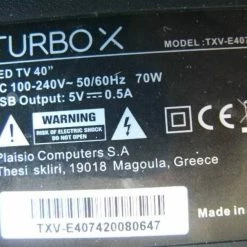 TURBO X
MODEL: TXV-E407
ED TV 40"
C 100-240V~ 50/60Hz 70W
SB Output: 5V⎓0.5A
WARNING
RISK OF ELECTRIC SHOCK
DO NOT OPEN
CE
Plaisio Computers S.A
Thesi skliri, 19018 Magoula, Greece
Made in
TXV-E407420080647